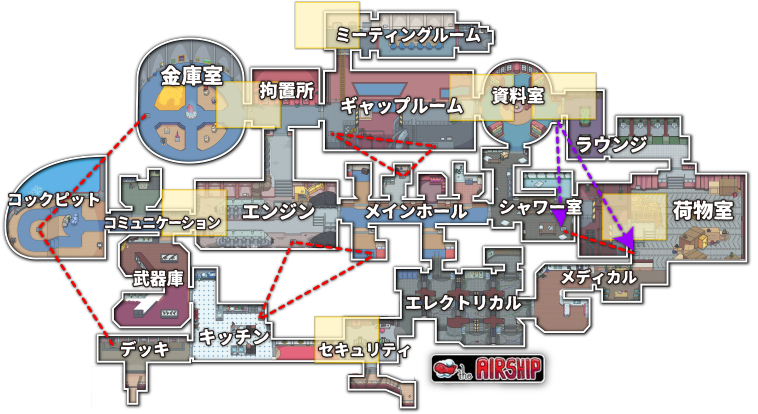 ミーティングルーム
金庫室
拘置所
ギャップルーム
資料室
ラウンジ
コックピット
コミュニケーション
エンジン
メインホール
シャワー室
荷物室
武器庫
メディカル
エレクトリカル
キッチン
デッキ
セキュリティ
the AIRSHIP